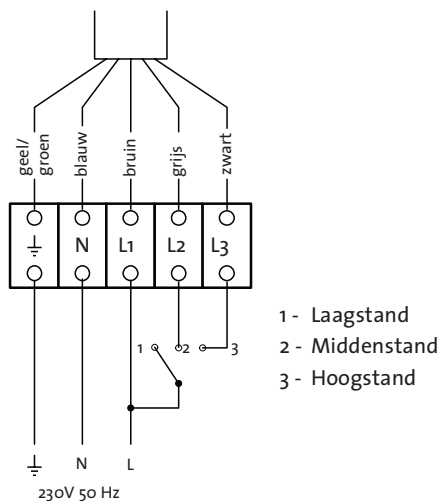 geel/
groen
blauw
bruin
grijs
zwart
N
L1
L2
L3
1
2
3
1 - Laagstand
2 - Middenstand
3 - Hoogstand
N
L
230V 50 Hz